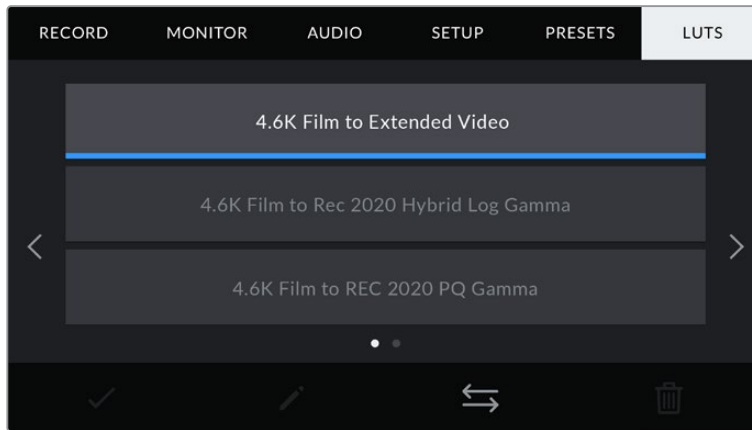 RECORD MONITOR AUDIO SETUP PRESETS LUTS
4.6K Film to Extended Video
4.6K Film to Rec 2020 Hybrid Log Gamma
4.6K Film to REC 2020 PQ Gamma